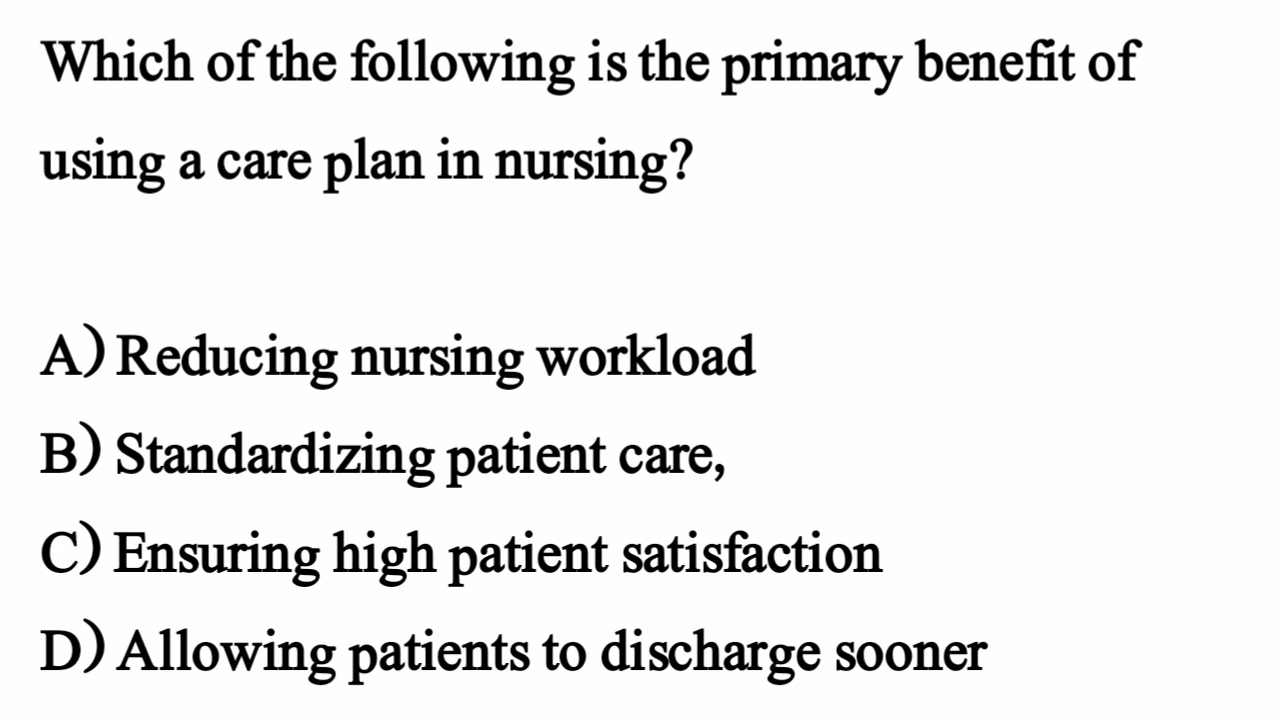 Which of the following is the primary benefit of
using a care plan in nursing?
A) Reducing nursing workload
B) Standardizing patient care,
C) Ensuring high patient satisfaction
D) Allowing patients to discharge sooner